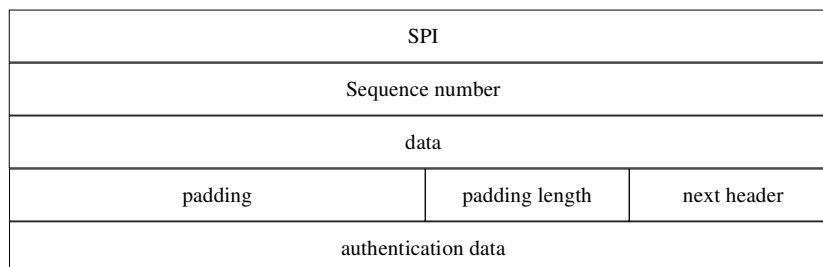 SPI
Sequence number
data
padding padding length next header
authentication data